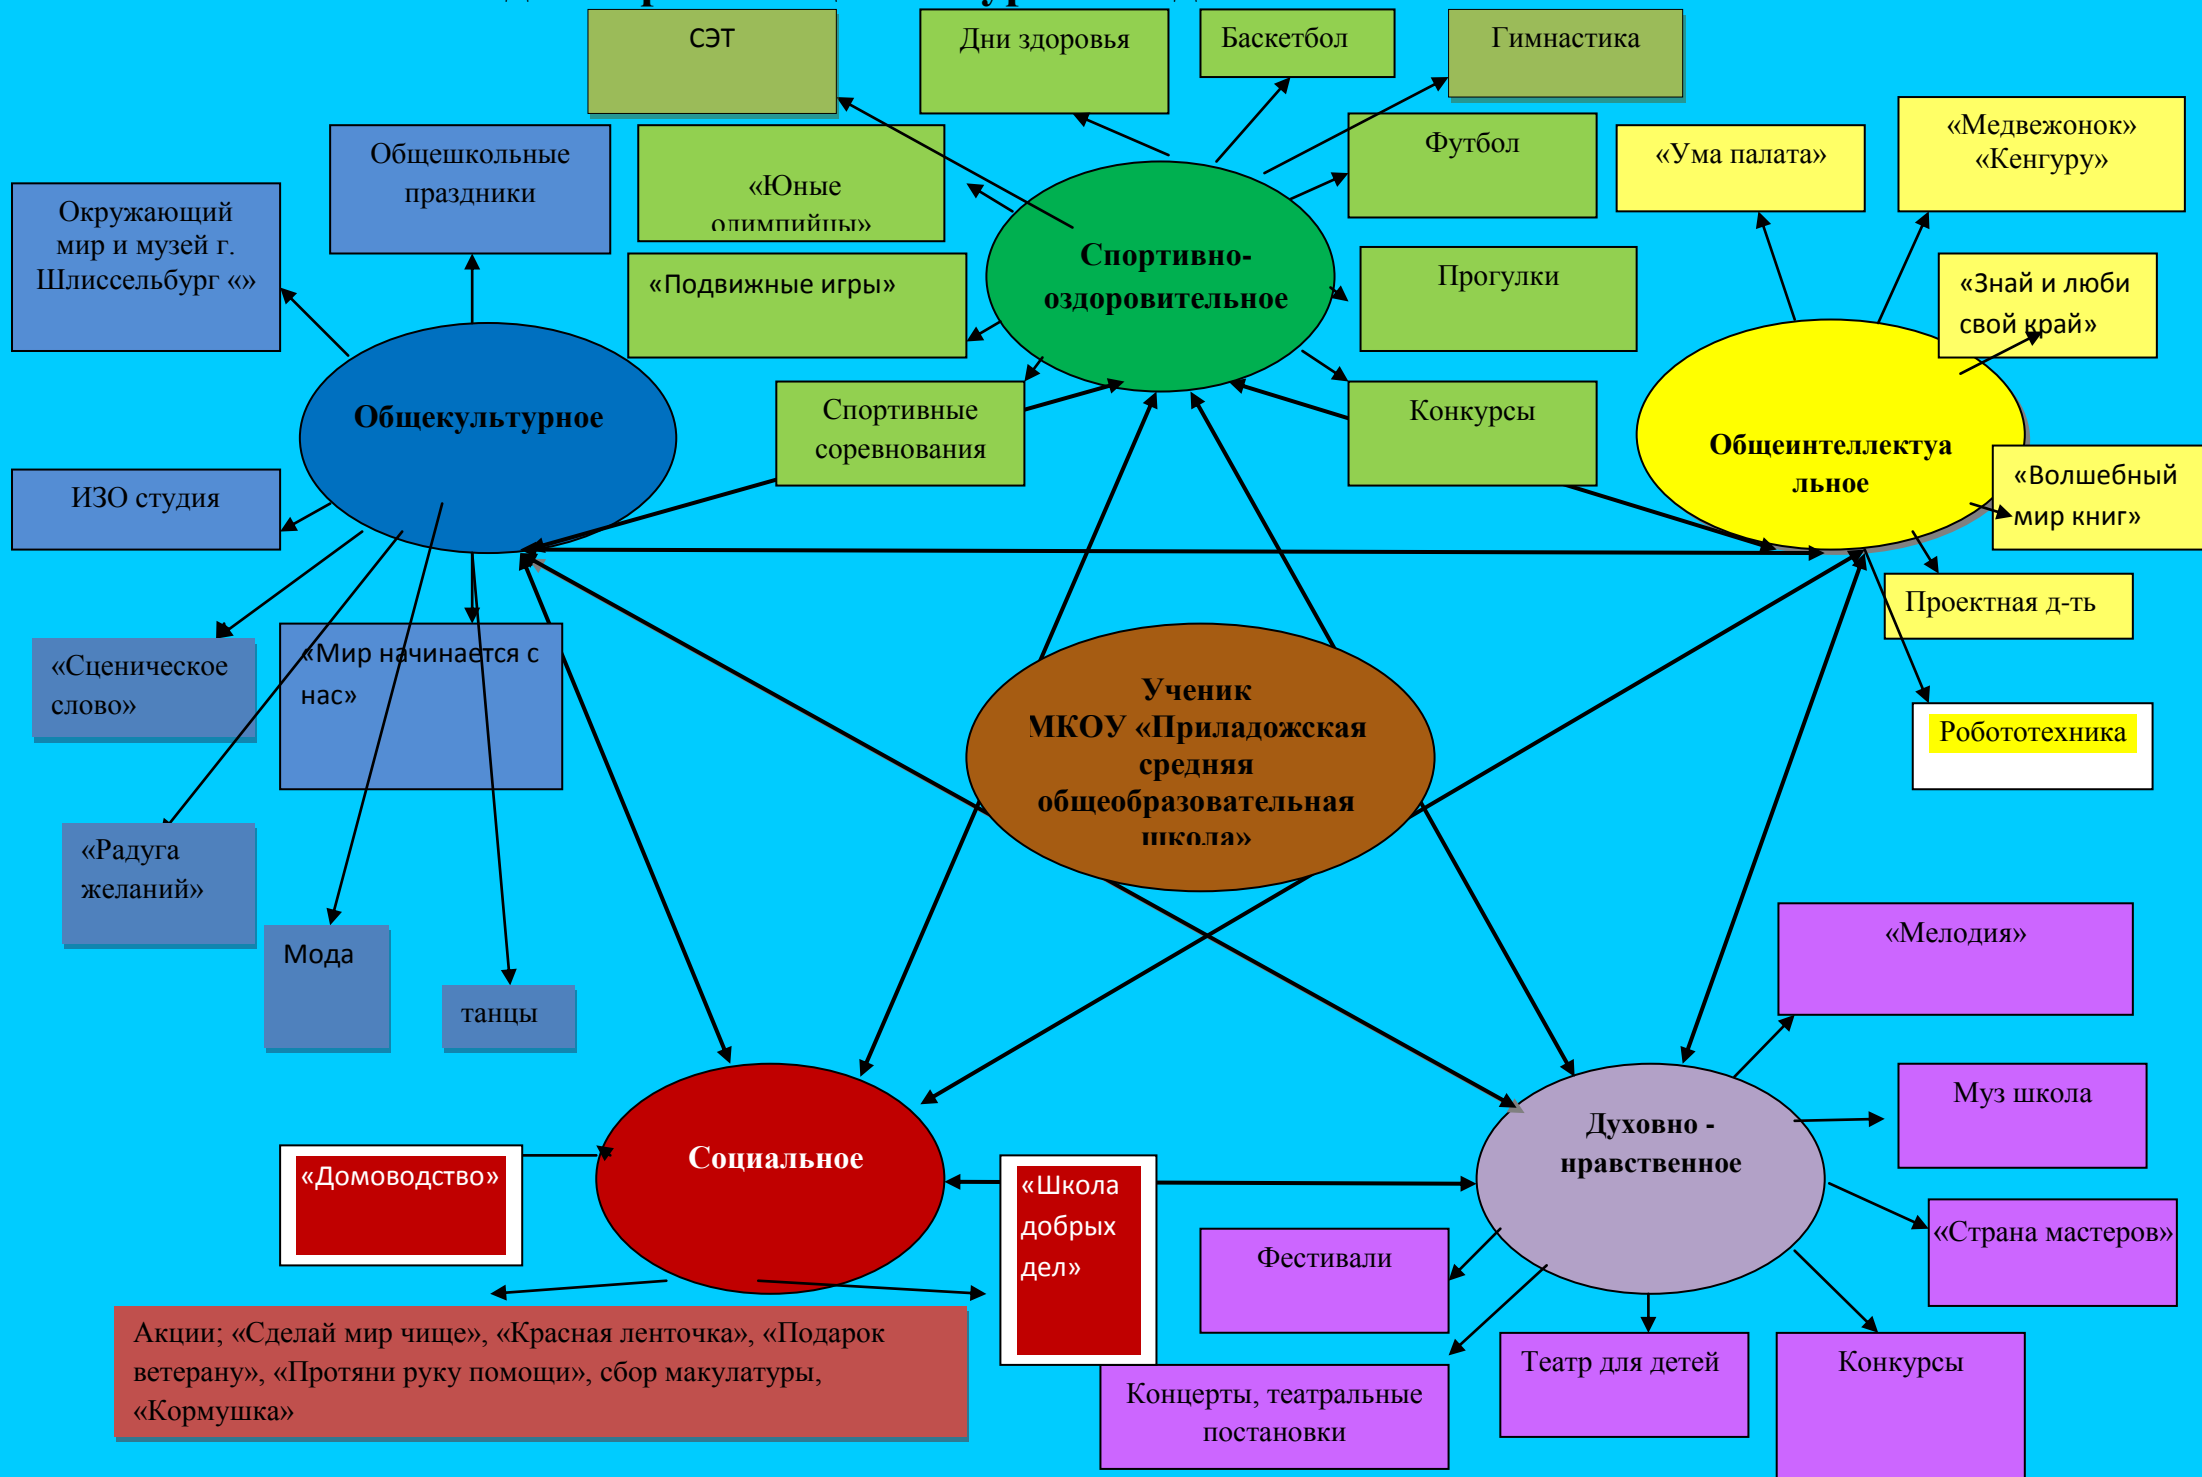 СЭТ
Дни здоровья
Баскетбол
Гимнастика
Общешкольные
праздники
«Юные
олимпийцы»
Футбол
«Ума палата»
«Медвежонок»
«Кенгуру»
Окружающий
мир и музей г.
Шлиссельбург «»
«Подвижные игры»
Спортивно-
оздоровительное
Прогулки
«Знай и люби
свой край»
Общекультурное
Спортивные
соревнования
Конкурсы
Общеинтеллектуа
льное
«Волшебный
мир книг»
ИЗО студия
Проектная д-ть
«Сценическое
слово»
«Мир начинается с
нас»
Ученик
МКОУ «Приладожская
средняя
общеобразовательная
школа»
Робототехника
«Радуга
желаний»
Мода
танцы
«Мелодия»
Муз школа
Социальное
Духовно -
нравственное
«Домоводство»
«Школа
добрых
дел»
«Страна мастеров»
Фестивали
Акции; «Сделай мир чище», «Красная ленточка», «Подарок
ветерану», «Протяни руку помощи», сбор макулатуры,
«Кормушка»
Концерты, театральные
постановки
Театр для детей
Конкурсы